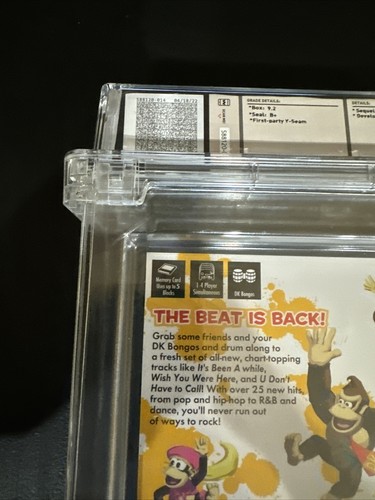 GRADE DETAILS:
*Box: 9.2
*Seal: B+
*First-party Y-Seam
DETAILS:
Memory Card
Uses up to 5
Blocks
1-4 Player
Simultaneous
DK Bongos
THE BEAT IS BACK!
Grab some friends and your
DK Bongos and drum along to
a fresh set of all-new, chart-topping
tracks like It's Been A while,
Wish You Were Here, and U Don't
Have to Call! With over 25 new hits,
from pop and hip-hop to R&B and
dance, you'll never run out
of ways to rock!